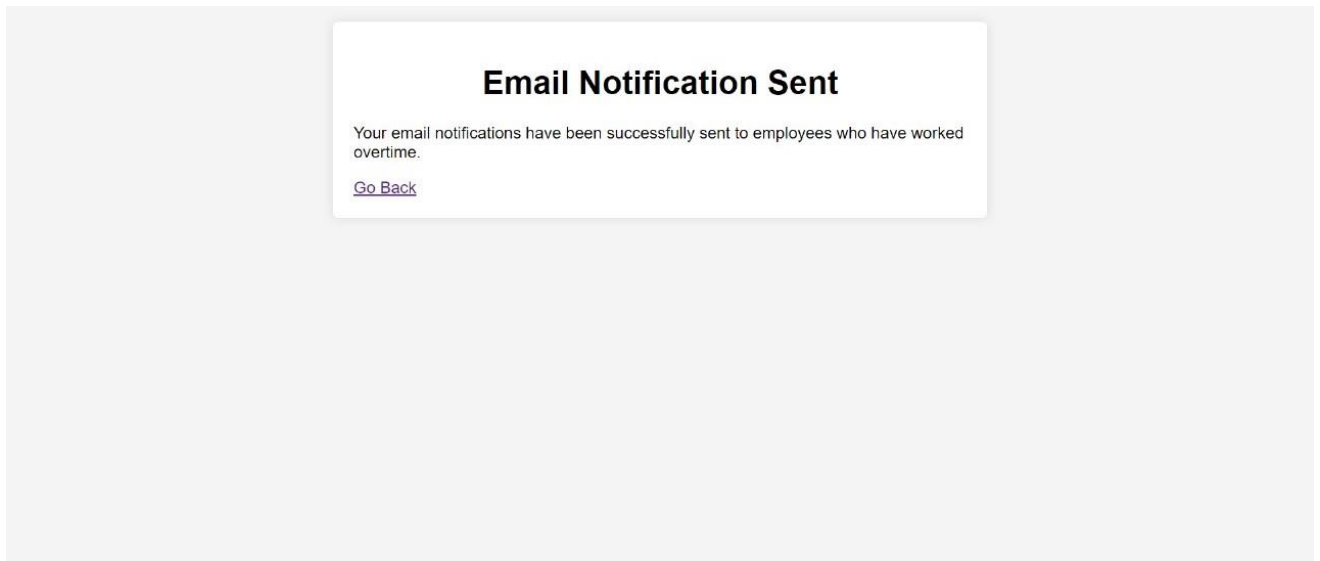 Email Notification Sent
Your email notifications have been successfully sent to employees who have worked
overtime.
Go Back